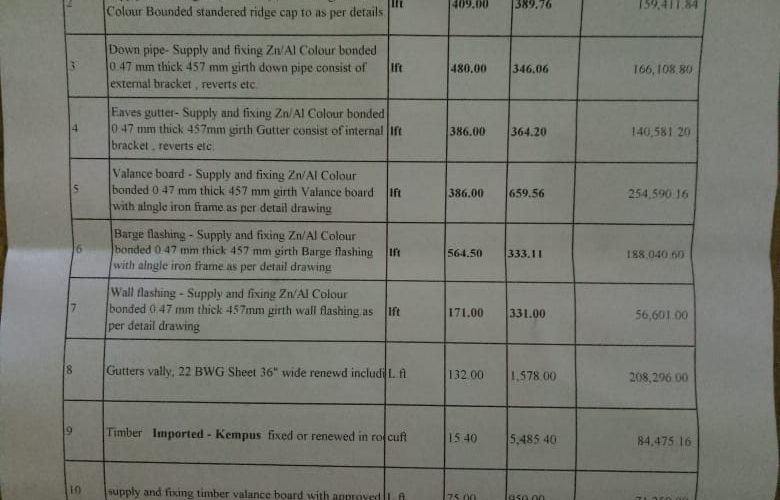 2 lft 409.00 389.76 159,411.84
Colour Bounded standered ridge cap to as per details
Down pipe- Supply and fixing Zn/Al Colour bonded
3 0.47 mm thick 457 mm girth down pipe consist of lft 480.00 346.06 166,108.80
external bracket , reverts etc.
Eaves gutter- Supply and fixing Zn/Al Colour bonded
4 0.47 mm thick 457mm girth Gutter consist of internal lft 386.00 364.20 140,581.20
bracket , reverts etc.
Valance board - Supply and fixing Zn/Al Colour
5 bonded 0.47 mm thick 457 mm girth Valance board lft 386.00 659.56 254,590.16
with alngle iron frame as per detail drawing
Barge flashing - Supply and fixing Zn/Al Colour
6 bonded 0.47 mm thick 457 mm girth Barge flashing lft 564.50 333.11 188,040.60
with alngle iron frame as per detail drawing
Wall flashing - Supply and fixing Zn/Al Colour
7 bonded 0.47 mm thick 457mm girth wall flashing as lft 171.00 331.00 56,601.00
per detail drawing
8 Gutters vally, 22 BWG Sheet 36" wide renewd includi L. ft 132.00 1,578.00 208,296.00
9 Timber Imported - Kempus fixed or renewed in ro cuft 15.40 5,485.40 84,475.16
10 supply and fixing timber valance board with approved L. ft 75.00 950.00